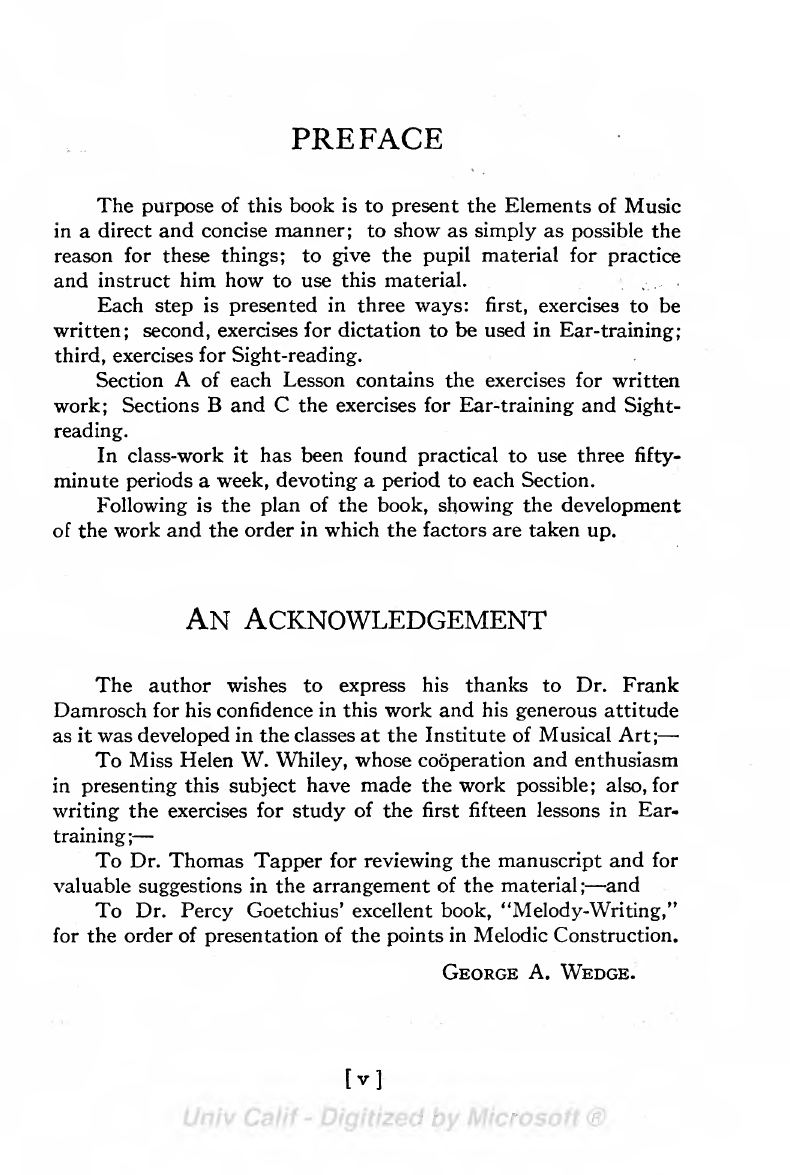 PREFACE
The purpose of this book is to present the Elements of Music
in a direct and concise manner; to show as simply as possible the
reason for these things; to give the pupil material for practice
and instruct him how to use this material.
Each step is presented in three ways: first, exercises to be
written; second, exercises for dictation to be used in Ear-training;
third, exercises for Sight-reading.
Section A of each Lesson contains the exercises for written
work; Sections B and C the exercises for Ear-training and Sight-
reading.
In class-work it has been found practical to use three fifty-
minute periods a week, devoting a period to each Section.
Following is the plan of the book, showing the development
of the work and the order in which the factors are taken up.
AN ACKNOWLEDGEMENT
The author wishes to express his thanks to Dr. Frank
Damrosch for his confidence in this work and his generous attitude
as it was developed in the classes at the Institute of Musical Art;—
To Miss Helen W. Whiley, whose coöperation and enthusiasm
in presenting this subject have made the work possible; also, for
writing the exercises for study of the first fifteen lessons in Ear-
training;—
To Dr. Thomas Tapper for reviewing the manuscript and for
valuable suggestions in the arrangement of the material;—and
To Dr. Percy Goetchius’ excellent book, “Melody-Writing,”
for the order of presentation of the points in Melodic Construction.
GEORGE A. WEDGE.
[ v ]
Univ Calif - Digitized by Microsoft ®